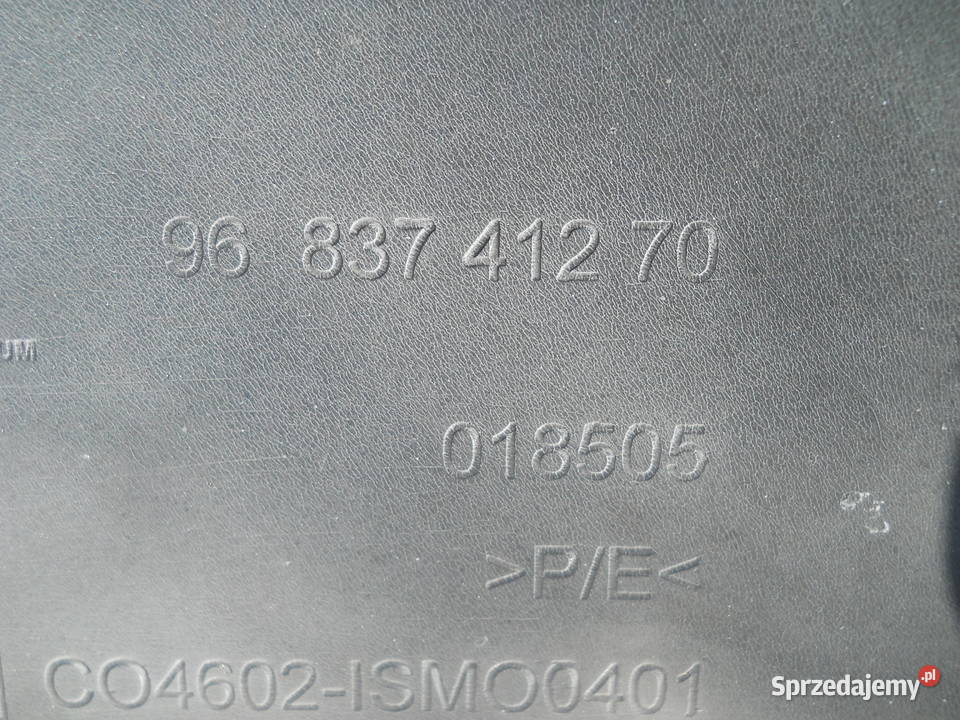 96 837 412 70
UM
018505
>P/E<
CO4602-ISMO0401
Sprzedajemy.pl